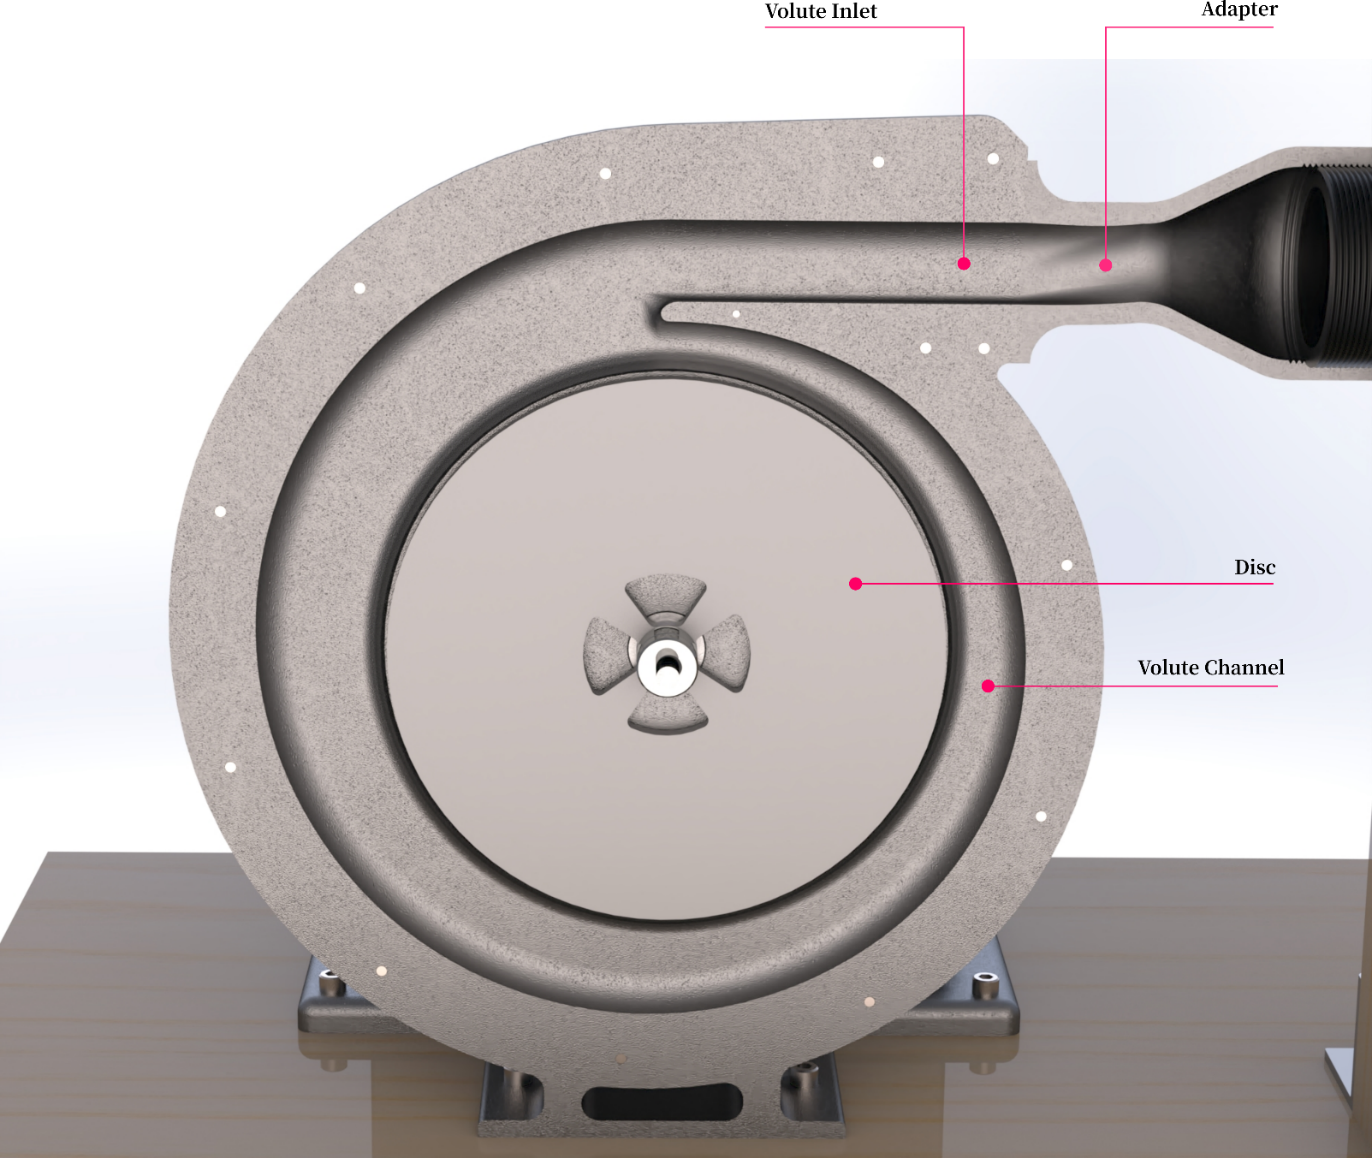 Volute Inlet
Adapter
Disc
Volute Channel